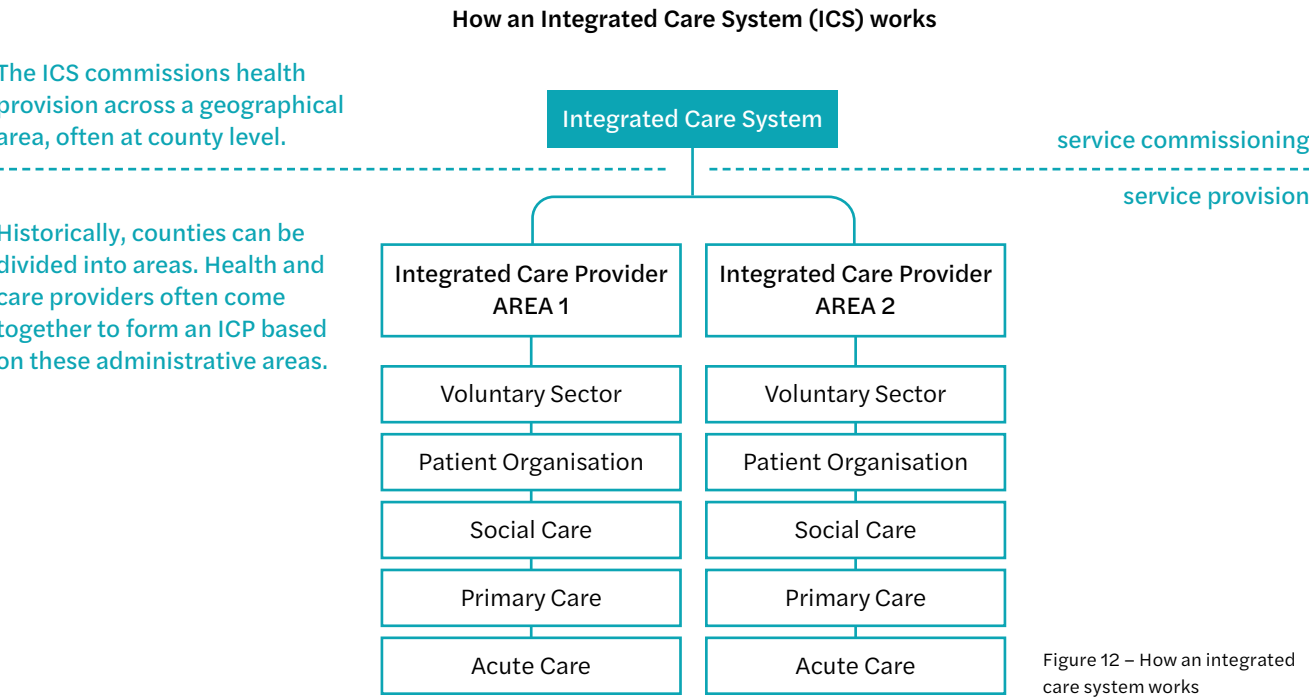 How an Integrated Care System (ICS) works
The ICS commissions health
provision across a geographical
area, often at county level.
Integrated Care System
service commissioning
service provision
Historically, counties can be
divided into areas. Health and
care providers often come
together to form an ICP based
on these administrative areas.
Integrated Care Provider
AREA 1
Voluntary Sector
Patient Organisation
Social Care
Primary Care
Acute Care
Integrated Care Provider
AREA 2
Voluntary Sector
Patient Organisation
Social Care
Primary Care
Acute Care
Figure 12 – How an integrated
care system works